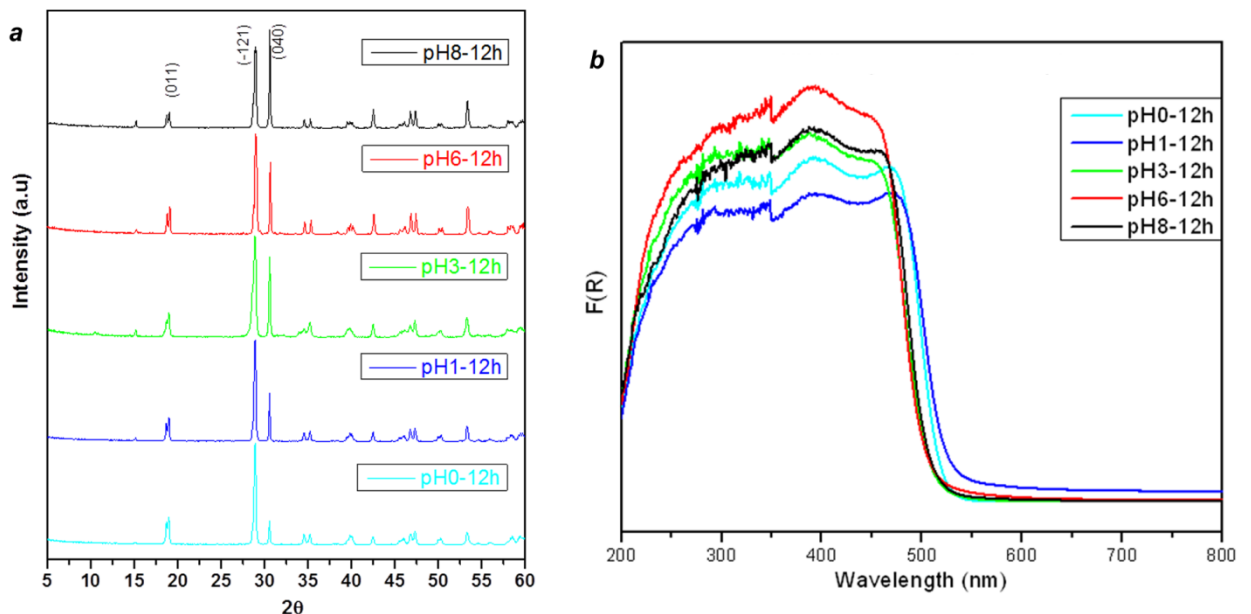 a
(011)
(-121)
(040)
pH8-12h
pH6-12h
pH3-12h
pH1-12h
pH0-12h
Intensity (a.u)
5 10 15 20 25 30 35 40 45 50 55 60
2θ
b
pH0-12h
pH1-12h
pH3-12h
pH6-12h
pH8-12h
F(R)
200 300 400 500 600 700 800
Wavelength (nm)